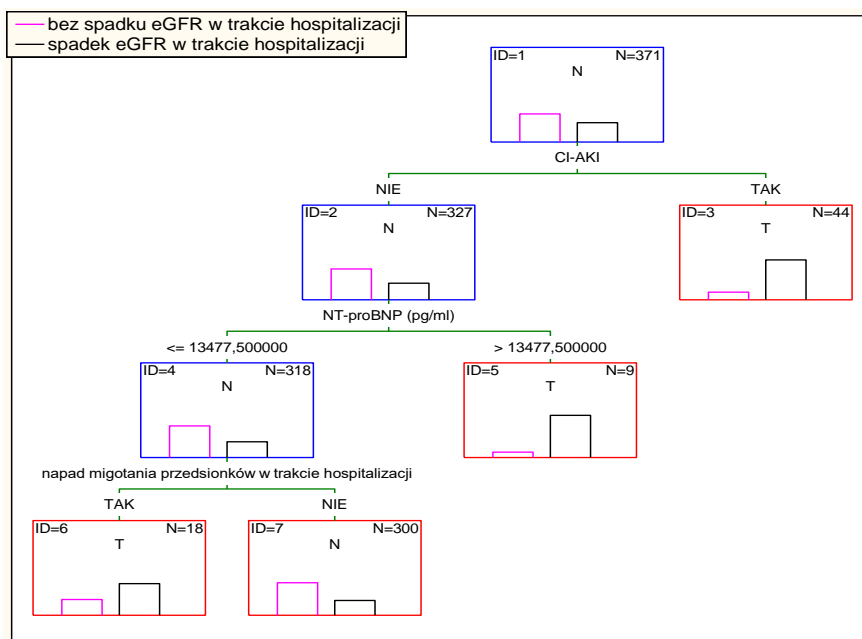 bez spadku eGFR w trakcie hospitalizacji
spadek eGFR w trakcie hospitalizacji
ID=1 N=371
N
CI-AKI
NIE TAK
ID=2 N=327 ID=3 N=44
N T
NT-proBNP (pg/ml)
<= 13477,500000 > 13477,500000
ID=4 N=318 ID=5 N=9
N T
napad migotania przedsionków w trakcie hospitalizacji
TAK NIE
ID=6 N=18 ID=7 N=300
T N